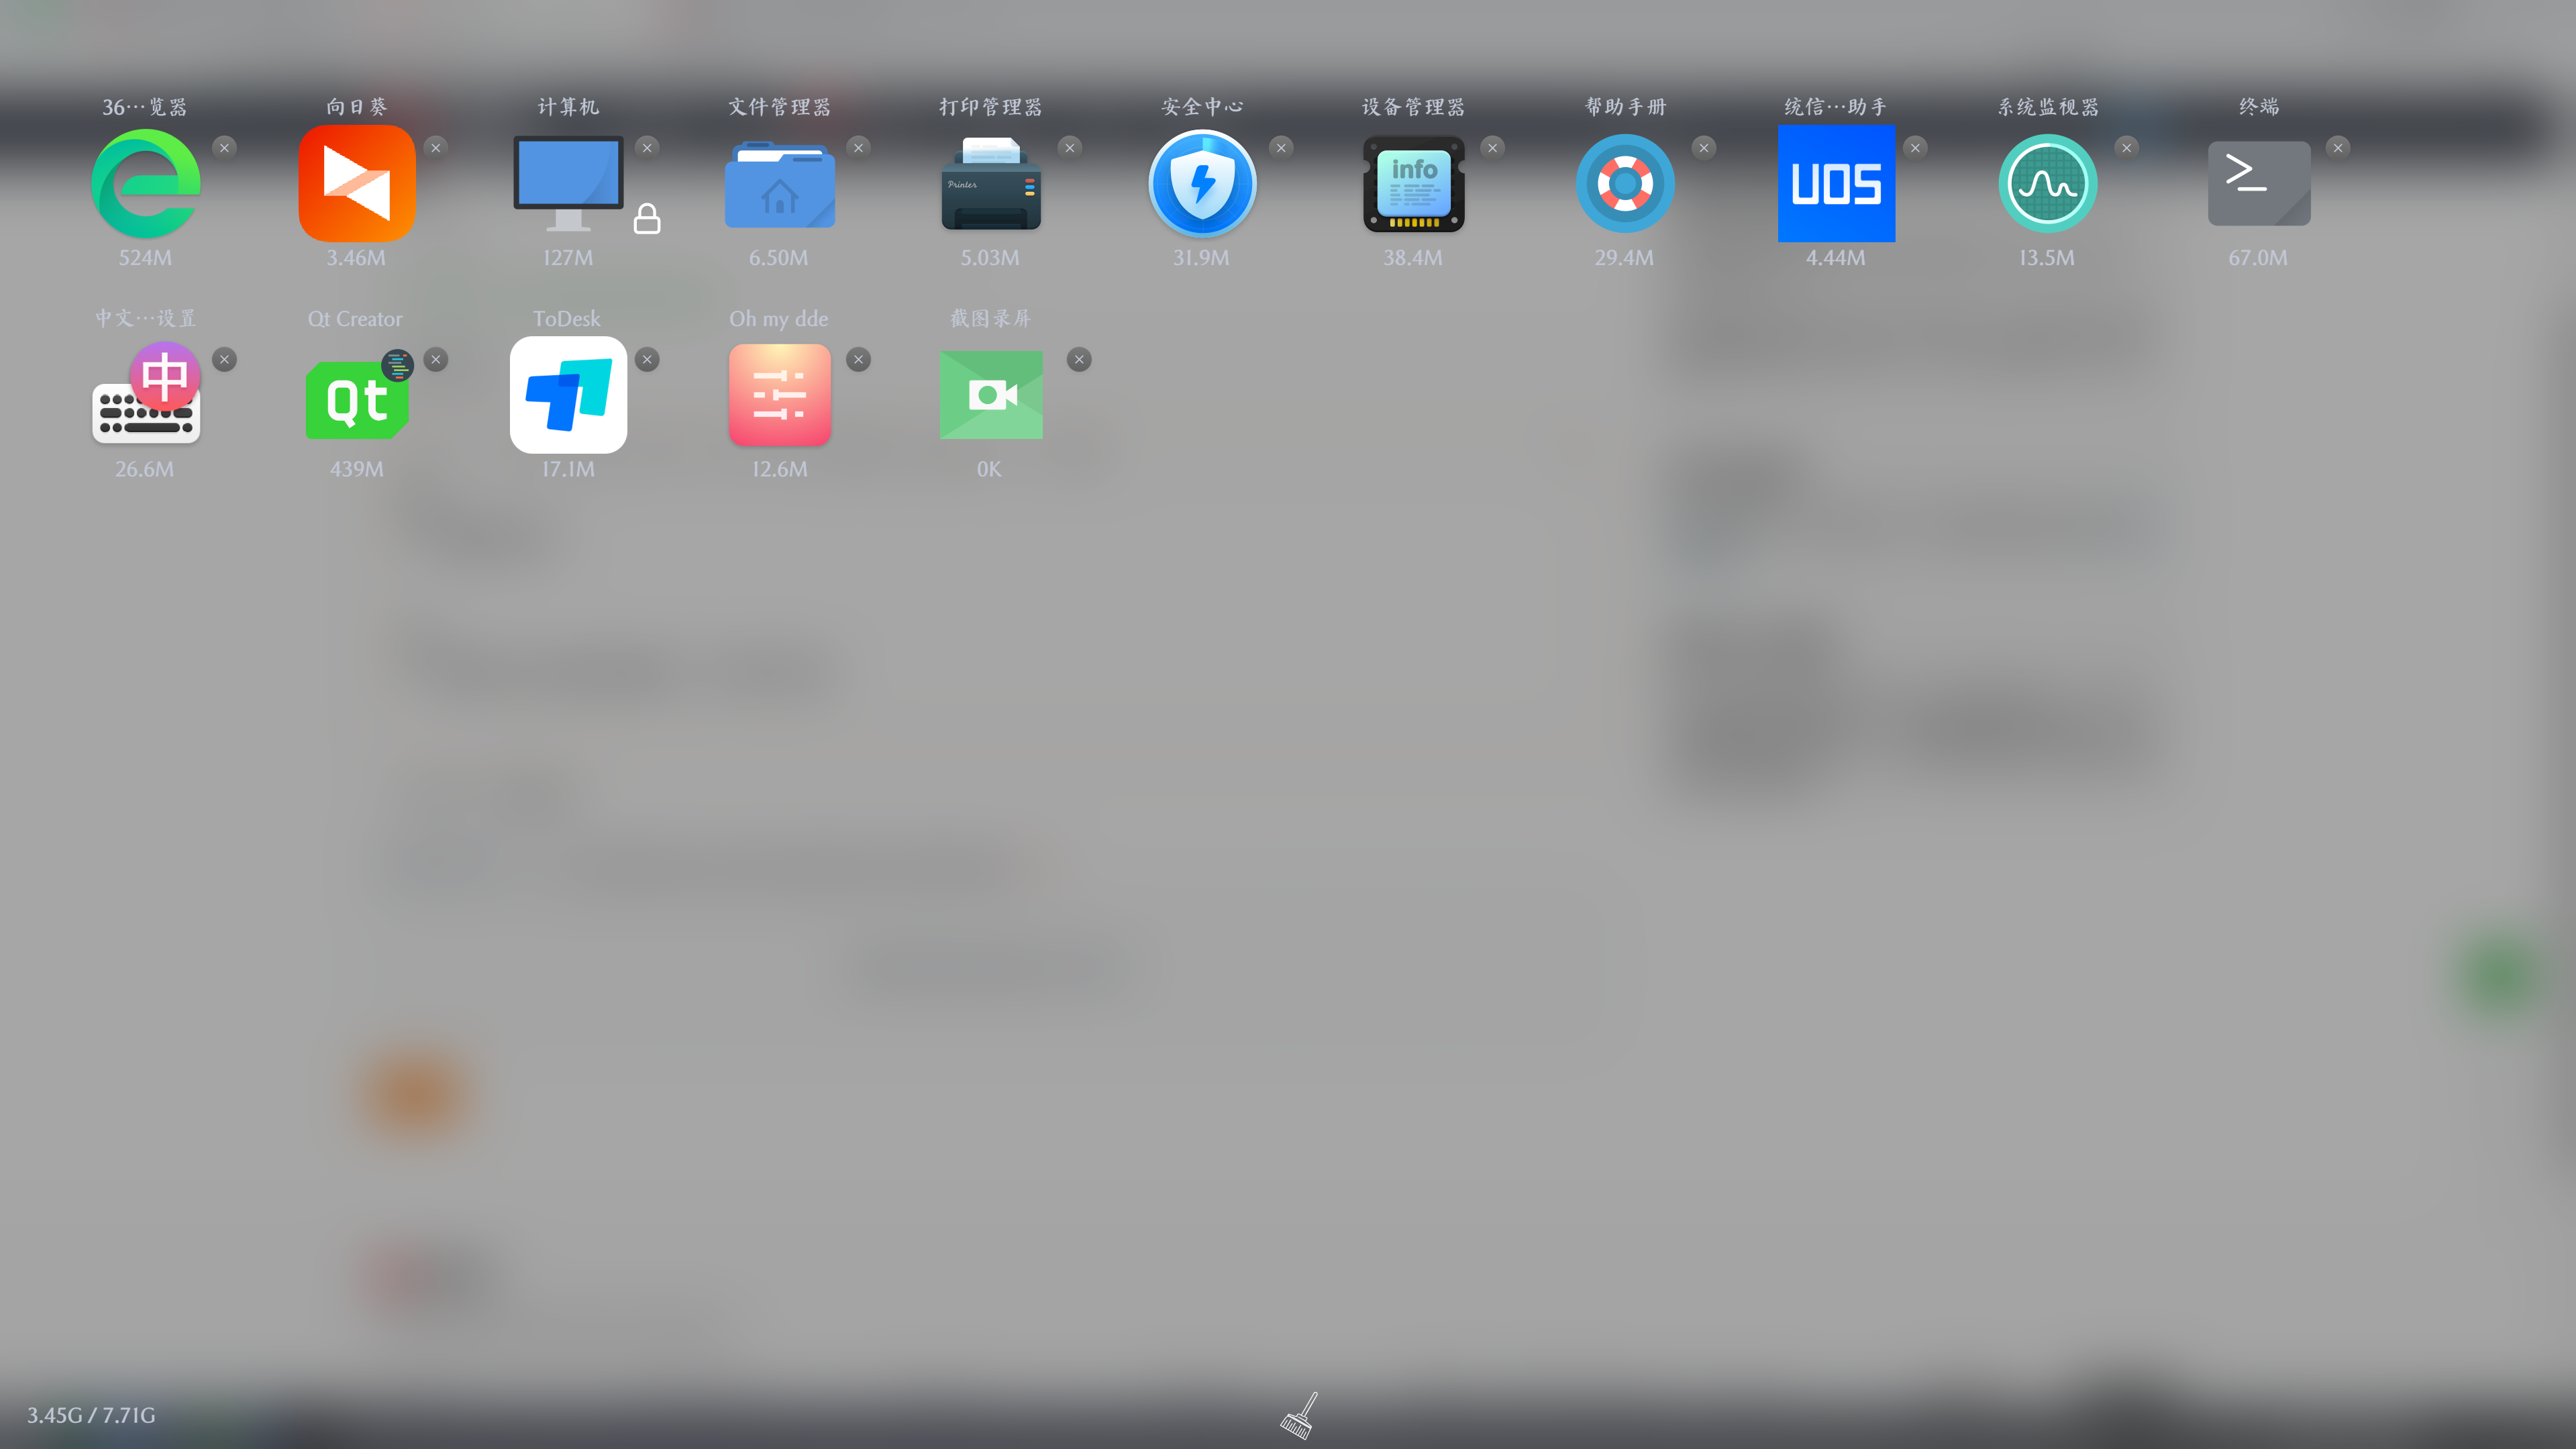 36…览器 向日葵 计算机 文件管理器 打印管理器 安全中心 设备管理器 帮助手册 统信…助手 系统监视器 终端
Printer info UOS >_
524M 3.46M 127M 6.50M 5.03M 31.9M 38.4M 29.4M 4.44M 13.5M 67.0M
中文…设置 Qt Creator ToDesk Oh my dde 截图录屏
中 Qt
26.6M 439M 17.1M 12.6M 0K
3.45G / 7.71G